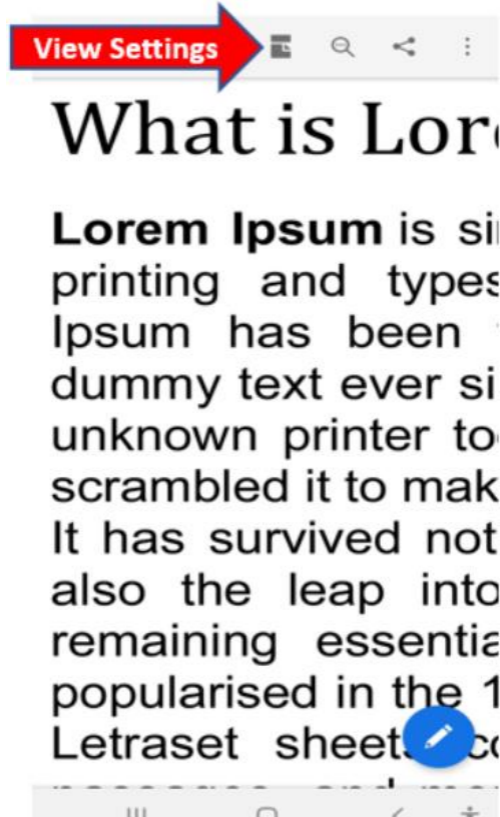 View Settings
What is Lor
Lorem Ipsum is si
printing and types
Ipsum has been
dummy text ever si
unknown printer to
scrambled it to mak
It has survived not
also the leap into
remaining essentia
popularised in the 1
Letraset sheets